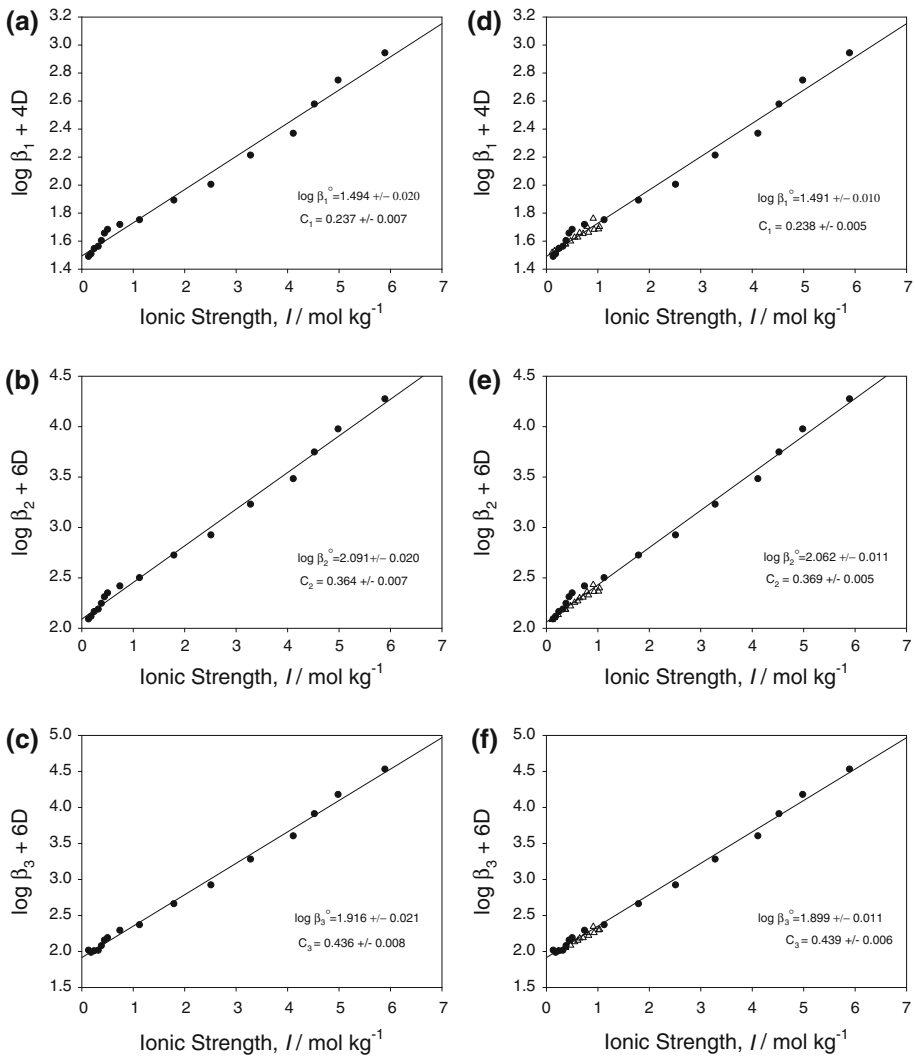 (a)
3.2
3.0
2.8
2.6
2.4
2.2
2.0
1.8
1.6
1.4
log β₁ + 4D
log β₁°=1.494 +/− 0.020
C₁ = 0.237 +/- 0.007
0 1 2 3 4 5 6 7
Ionic Strength, I / mol kg⁻¹
(d)
3.2
3.0
2.8
2.6
2.4
2.2
2.0
1.8
1.6
1.4
log β₁ + 4D
log β₁°=1.491 +/− 0.010
C₁ = 0.238 +/- 0.005
0 1 2 3 4 5 6 7
Ionic Strength, I / mol kg⁻¹
(b)
4.5
4.0
3.5
3.0
2.5
2.0
log β₂ + 6D
log β₂°=2.091+/− 0.020
C₂ = 0.364 +/- 0.007
0 1 2 3 4 5 6 7
Ionic Strength, I / mol kg⁻¹
(e)
4.5
4.0
3.5
3.0
2.5
2.0
log β₂ + 6D
log β₂°=2.062 +/− 0.011
C₂ = 0.369 +/- 0.005
0 1 2 3 4 5 6 7
Ionic Strength, I / mol kg⁻¹
(c)
5.0
4.5
4.0
3.5
3.0
2.5
2.0
1.5
log β₃ + 6D
log β₃°=1.916 +/− 0.021
C₃ = 0.436 +/- 0.008
0 1 2 3 4 5 6 7
Ionic Strength, I / mol kg⁻¹
(f)
5.0
4.5
4.0
3.5
3.0
2.5
2.0
1.5
log β₃ + 6D
log β₃°=1.899 +/− 0.011
C₃ = 0.439 +/- 0.006
0 1 2 3 4 5 6 7
Ionic Strength, I / mol kg⁻¹